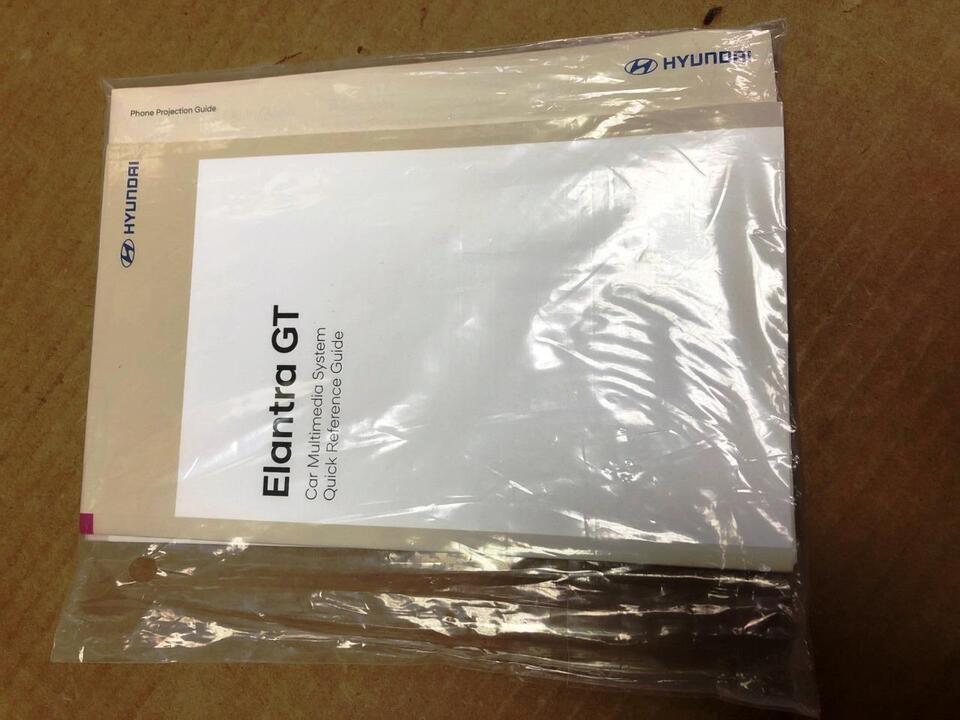 Phone Projection Guide
HYUNDAI
HYUNDAI
Elantra GT
Car Multimedia System
Quick Reference Guide